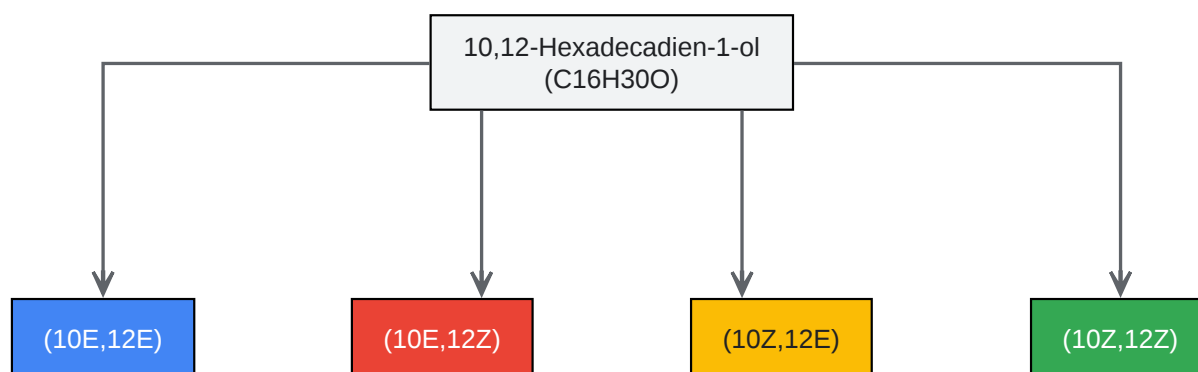 10,12-Hexadecadien-1-ol
(C16H30O)
(10E,12E)
(10E,12Z)
(10Z,12E)
(10Z,12Z)